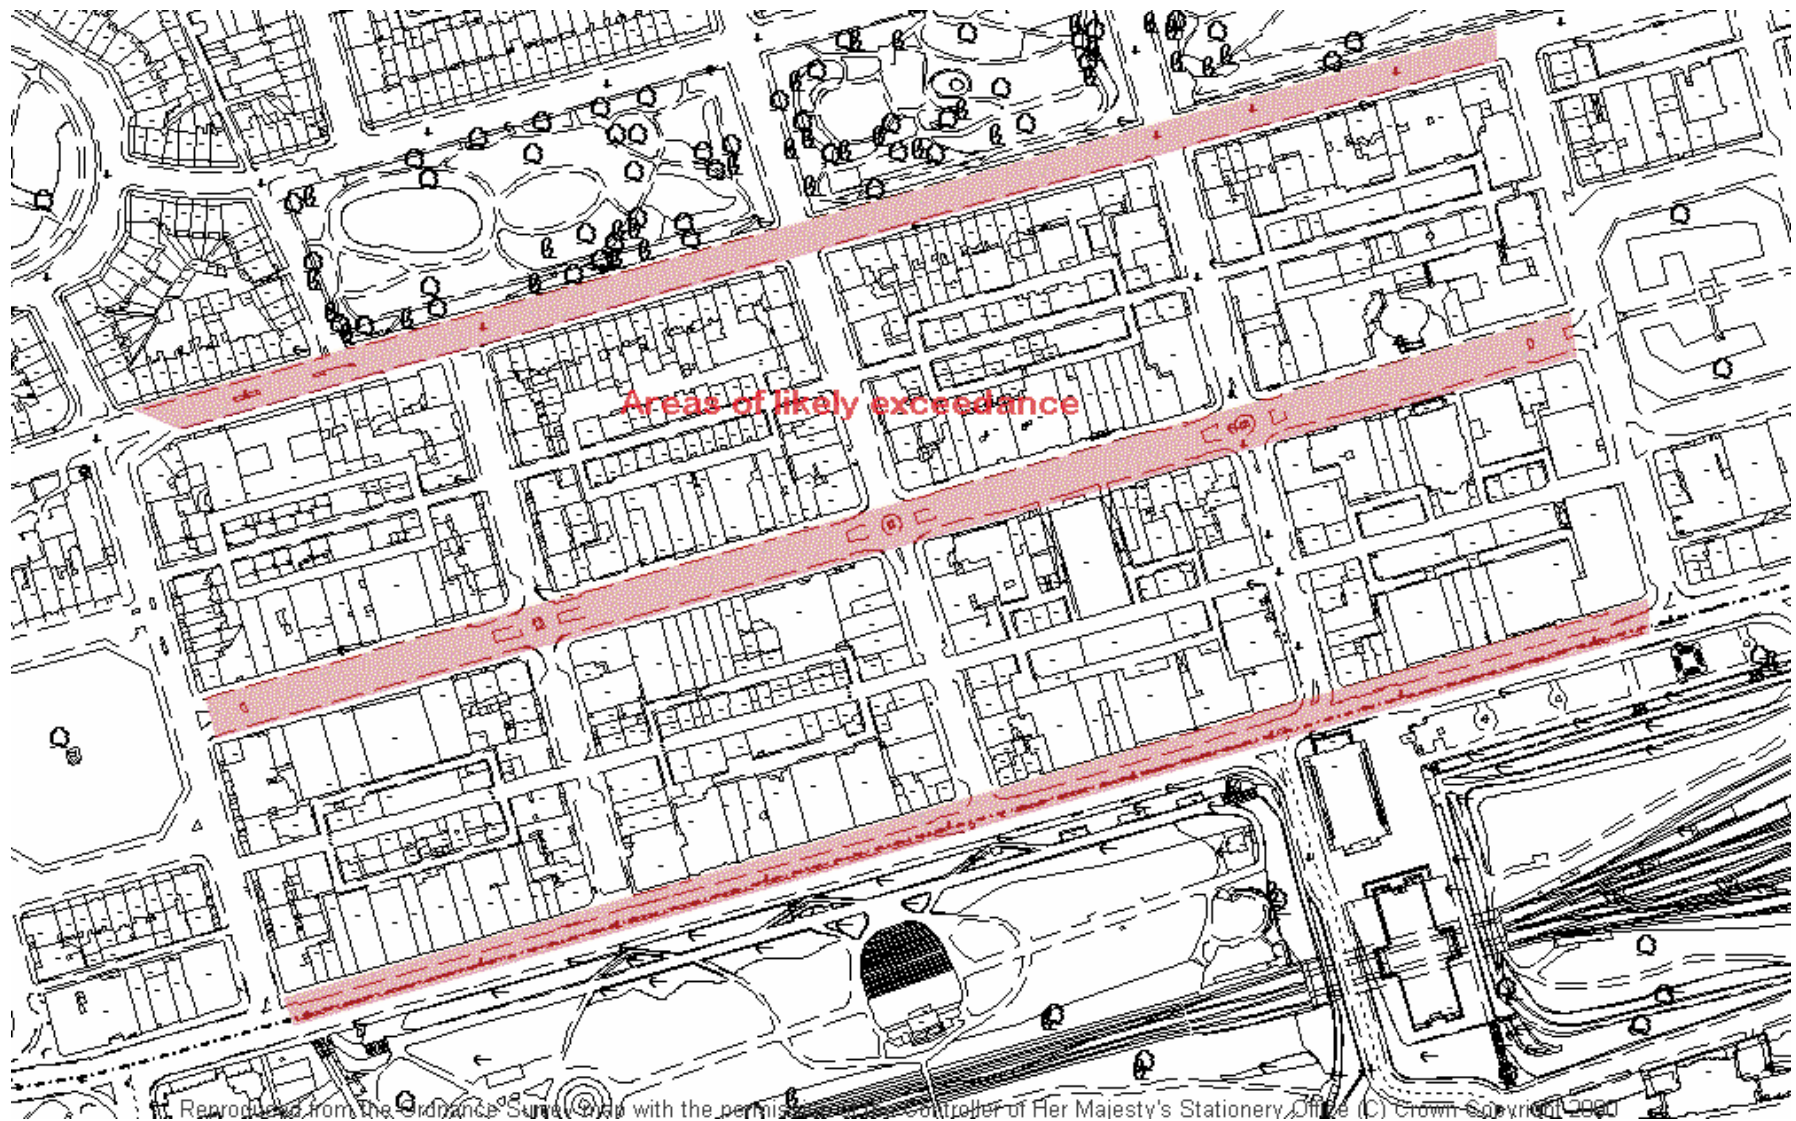 Areas of likely exceedance
Reproduced from the Ordnance Survey map with the permission of the Controller of Her Majesty's Stationery Office (C) Crown Copyright 2000